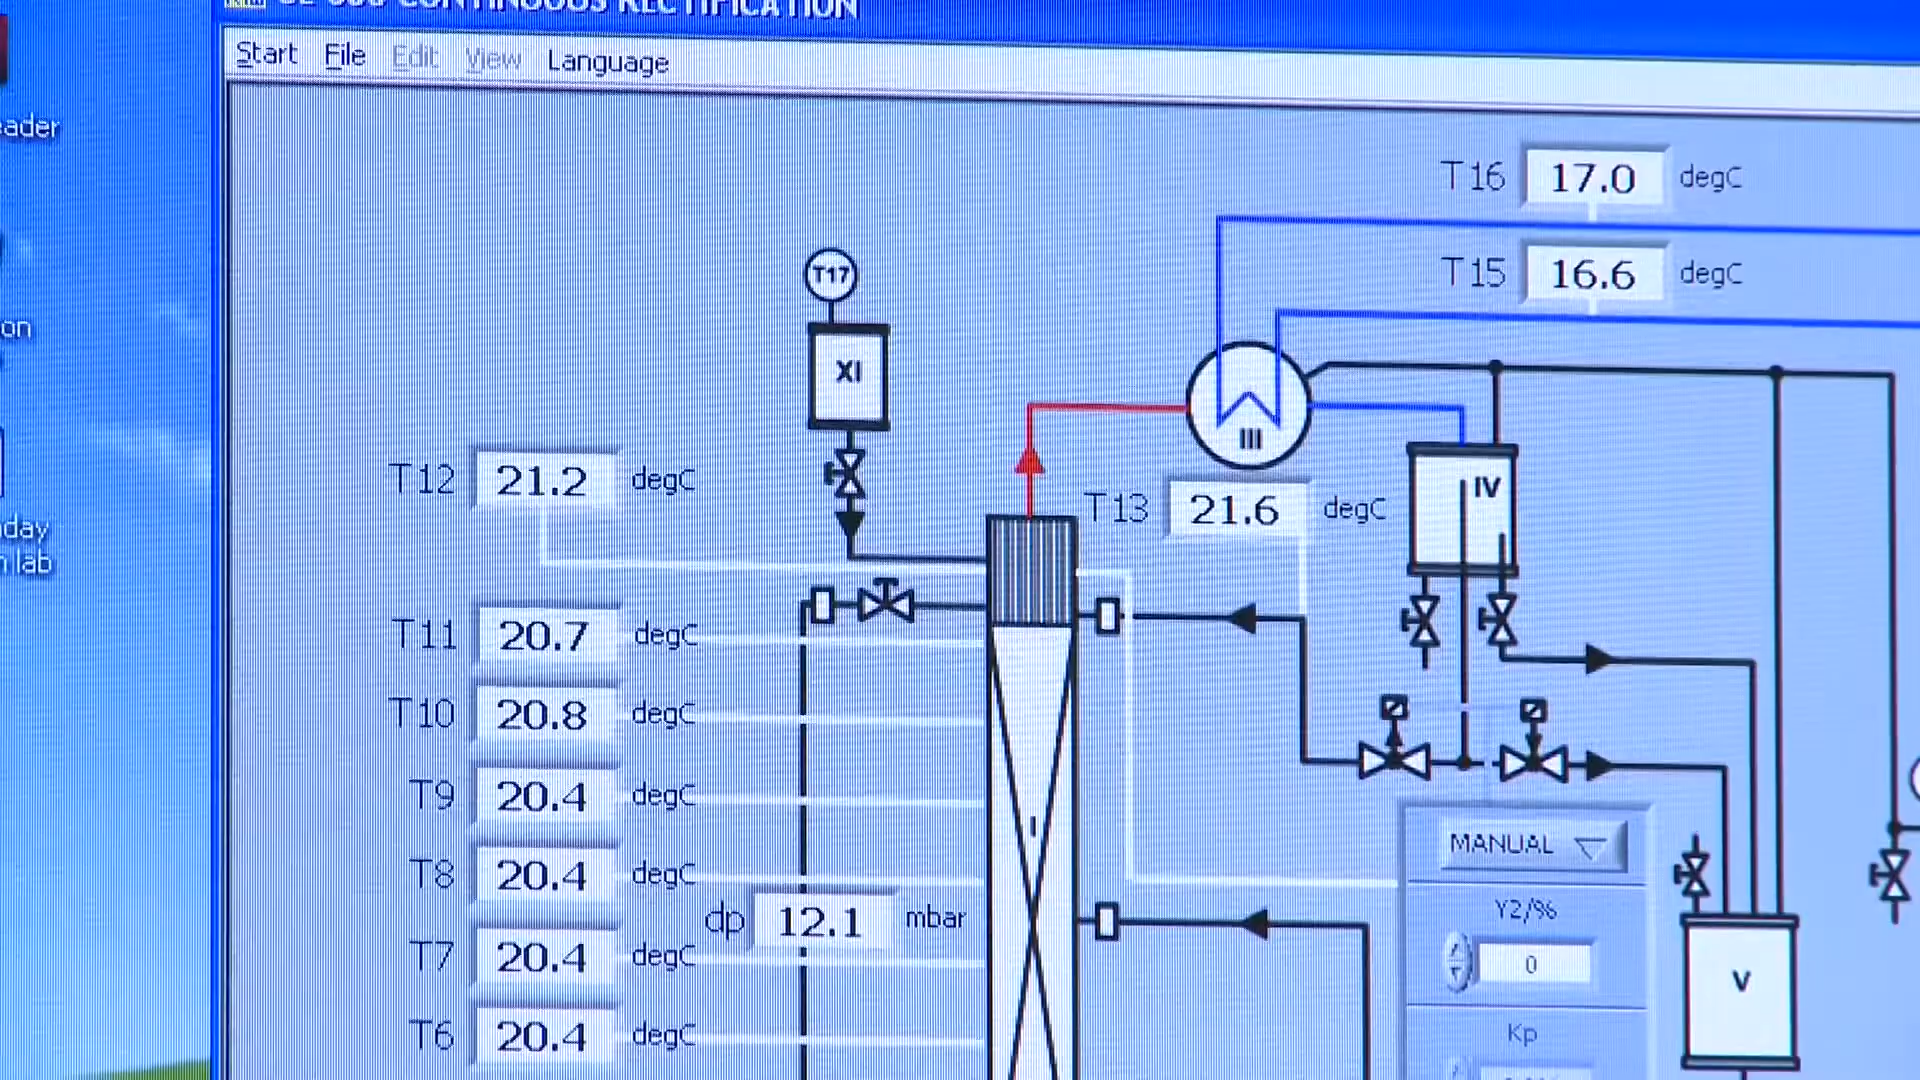 CONTINUOUS RECTIFICATION
Start File Edit View Language
eader
on
day
lab
T16 17.0 degC
T15 16.6 degC
T17
XI
III
IV
T12 21.2 degC
T13 21.6 degC
T11 20.7 degC
T10 20.8 degC
T9 20.4 degC
I
T8 20.4 degC
MANUAL
dp 12.1 mbar
Y2/%
T7 20.4 degC
0
V
T6 20.4 degC
Kp